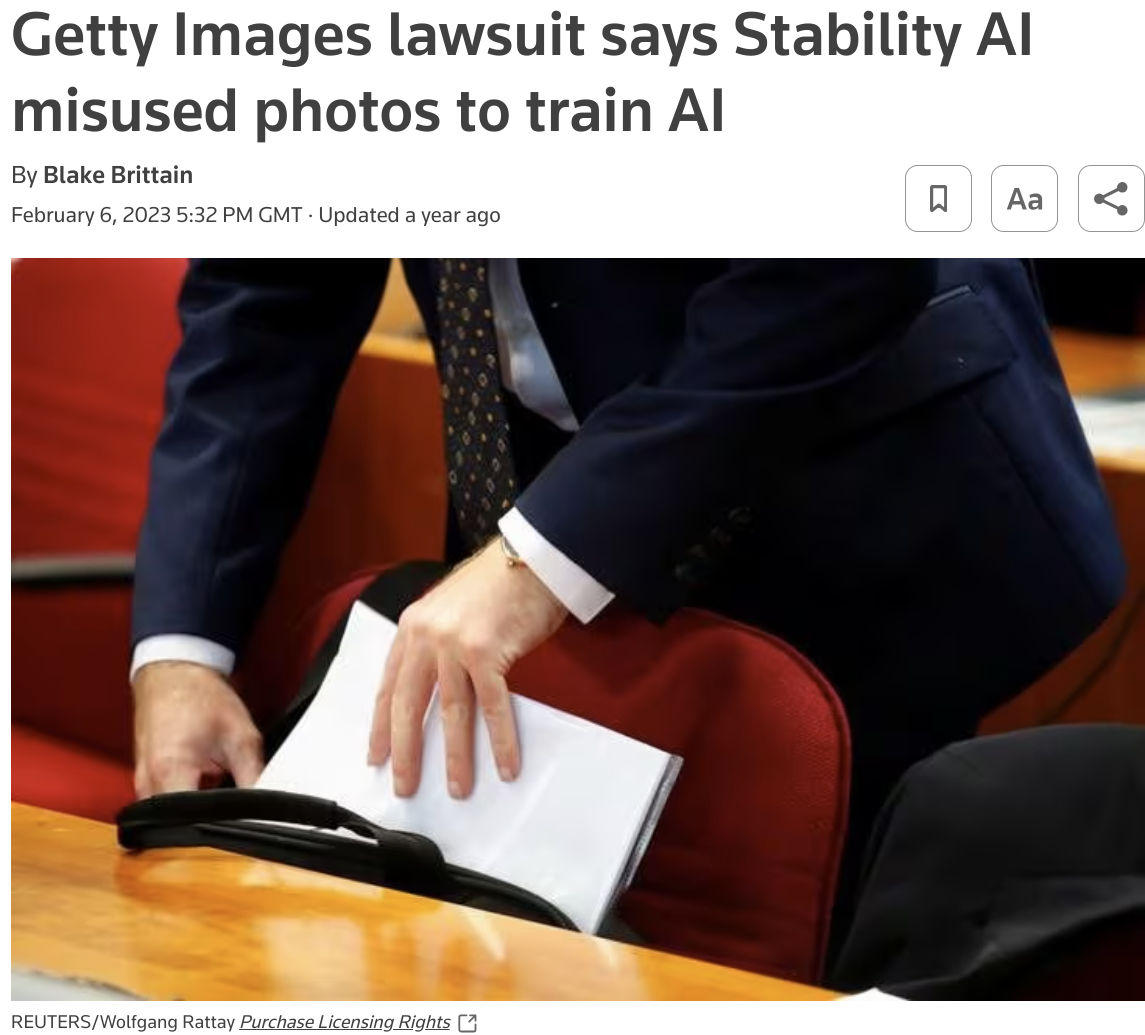 Getty Images lawsuit says Stability AI
misused photos to train AI
By Blake Brittain
February 6, 2023 5:32 PM GMT · Updated a year ago
Aa
REUTERS/Wolfgang Rattay Purchase Licensing Rights